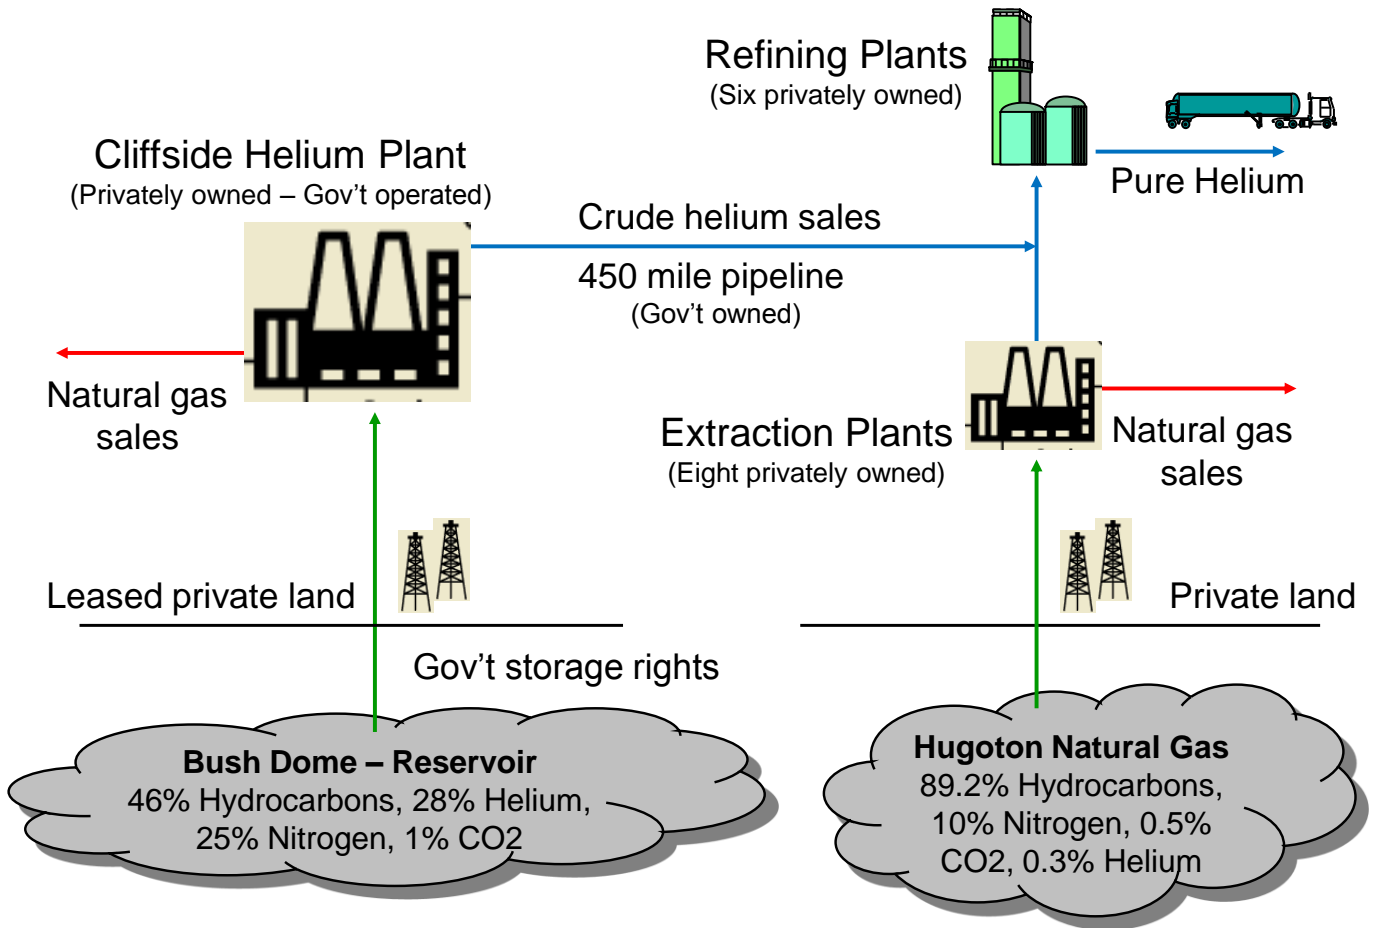 Refining Plants
(Six privately owned)
Cliffside Helium Plant
(Privately owned – Gov’t operated)
Pure Helium
Crude helium sales
450 mile pipeline
(Gov’t owned)
Natural gas
sales
Extraction Plants
(Eight privately owned)
Natural gas
sales
Leased private land
Private land
Gov’t storage rights
Bush Dome – Reservoir
46% Hydrocarbons, 28% Helium,
25% Nitrogen, 1% CO2
Hugoton Natural Gas
89.2% Hydrocarbons,
10% Nitrogen, 0.5%
CO2, 0.3% Helium